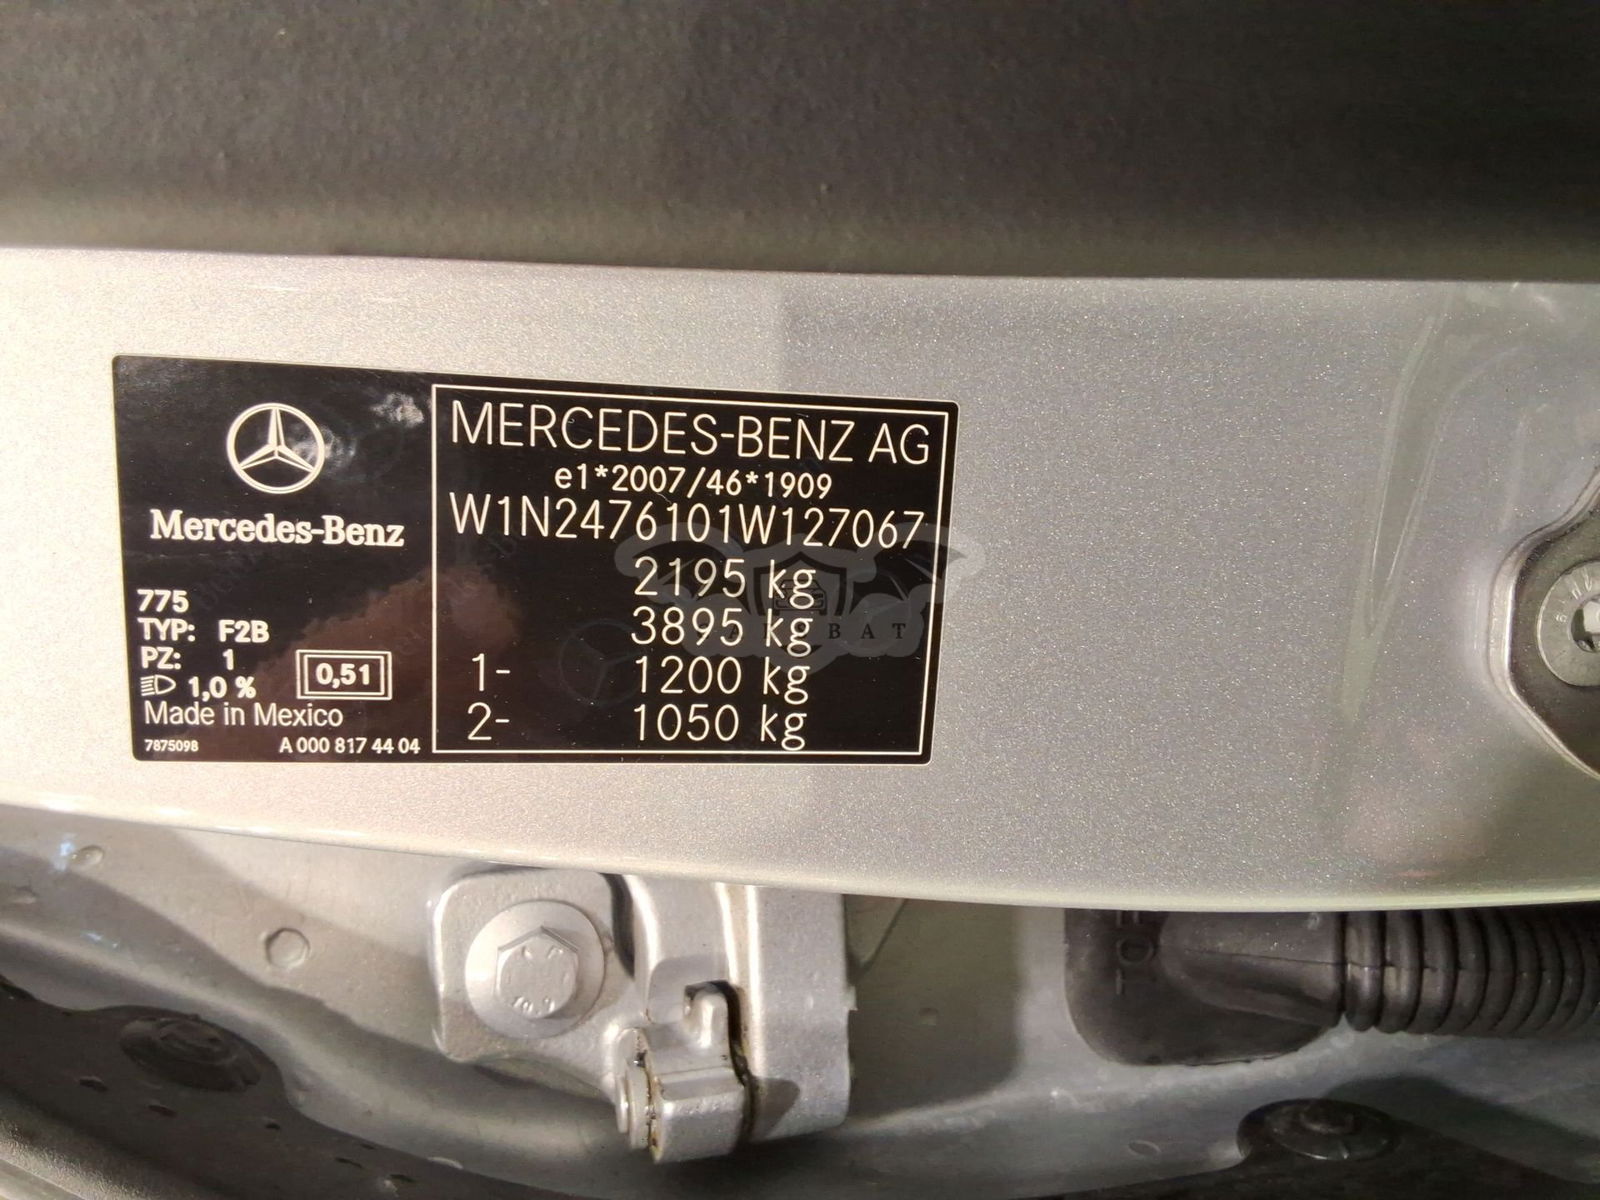 MERCEDES-BENZ AG
e1*2007/46*1909
W1N2476101W127067
2195 kg
3895 kg
1- 1200 kg
2- 1050 kg
Mercedes-Benz
775
TYP: F2B
PZ: 1
1,0 % 0,51
Made in Mexico
7875098 A 000 817 44 04